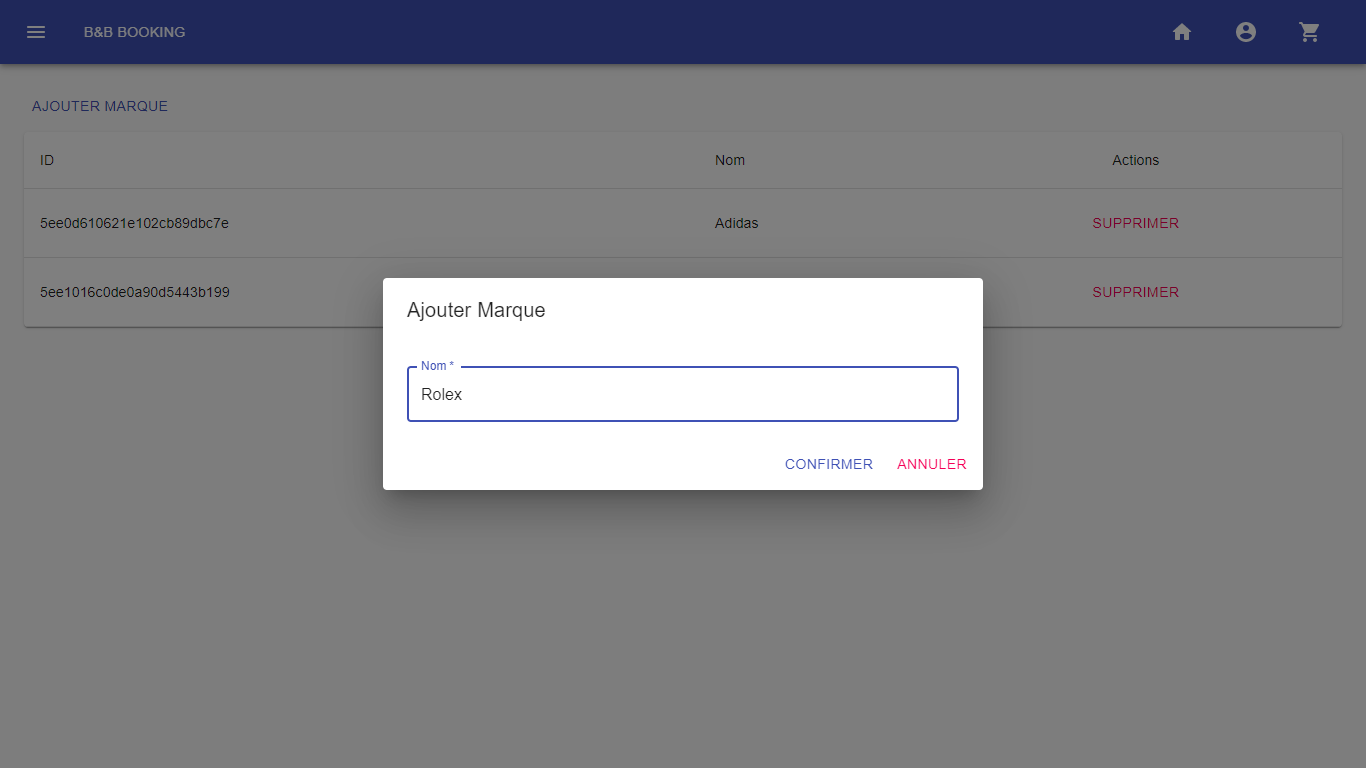 B&B BOOKING
AJOUTER MARQUE
ID Nom Actions
5ee0d610621e102cb89dbc7e Adidas SUPPRIMER
5ee1016c0de0a90d5443b199 SUPPRIMER
Ajouter Marque
Nom *
Rolex
CONFIRMER ANNULER